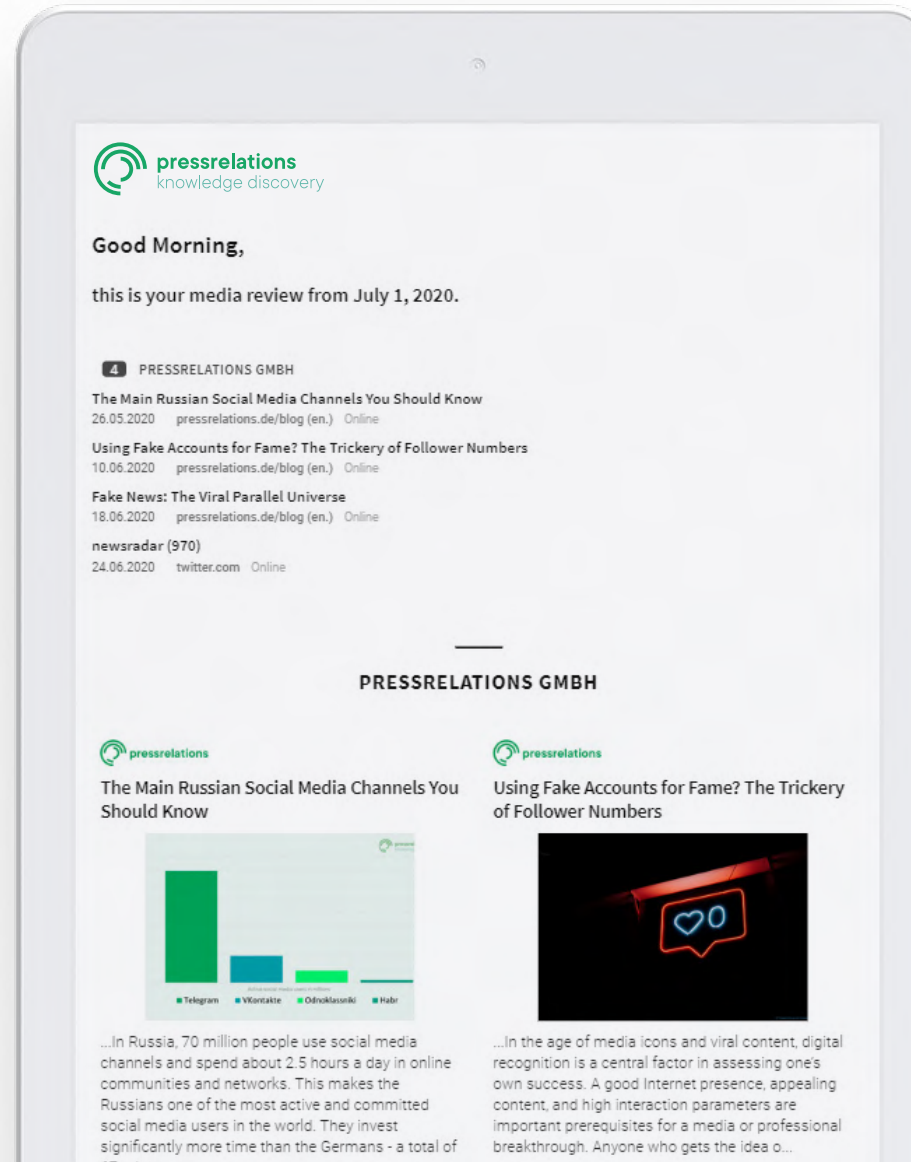 pressrelations
knowledge discovery
Good Morning,
this is your media review from July 1, 2020.
4 PRESSRELATIONS GMBH
The Main Russian Social Media Channels You Should Know
26.05.2020 pressrelations.de/blog (en.) Online
Using Fake Accounts for Fame? The Trickery of Follower Numbers
10.06.2020 pressrelations.de/blog (en.) Online
Fake News: The Viral Parallel Universe
18.06.2020 pressrelations.de/blog (en.) Online
newsradar (970)
24.06.2020 twitter.com Online
PRESSRELATIONS GMBH
pressrelations
The Main Russian Social Media Channels You
Should Know
Active social media users in millions
Telegram VKontakte Odnoklassniki Habr
...In Russia, 70 million people use social media
channels and spend about 2.5 hours a day in online
communities and networks. This makes the
Russians one of the most active and committed
social media users in the world. They invest
significantly more time than the Germans - a total of
pressrelations
Using Fake Accounts for Fame? The Trickery
of Follower Numbers
0
...In the age of media icons and viral content, digital
recognition is a central factor in assessing one's
own success. A good Internet presence, appealing
content, and high interaction parameters are
important prerequisites for a media or professional
breakthrough. Anyone who gets the idea o...